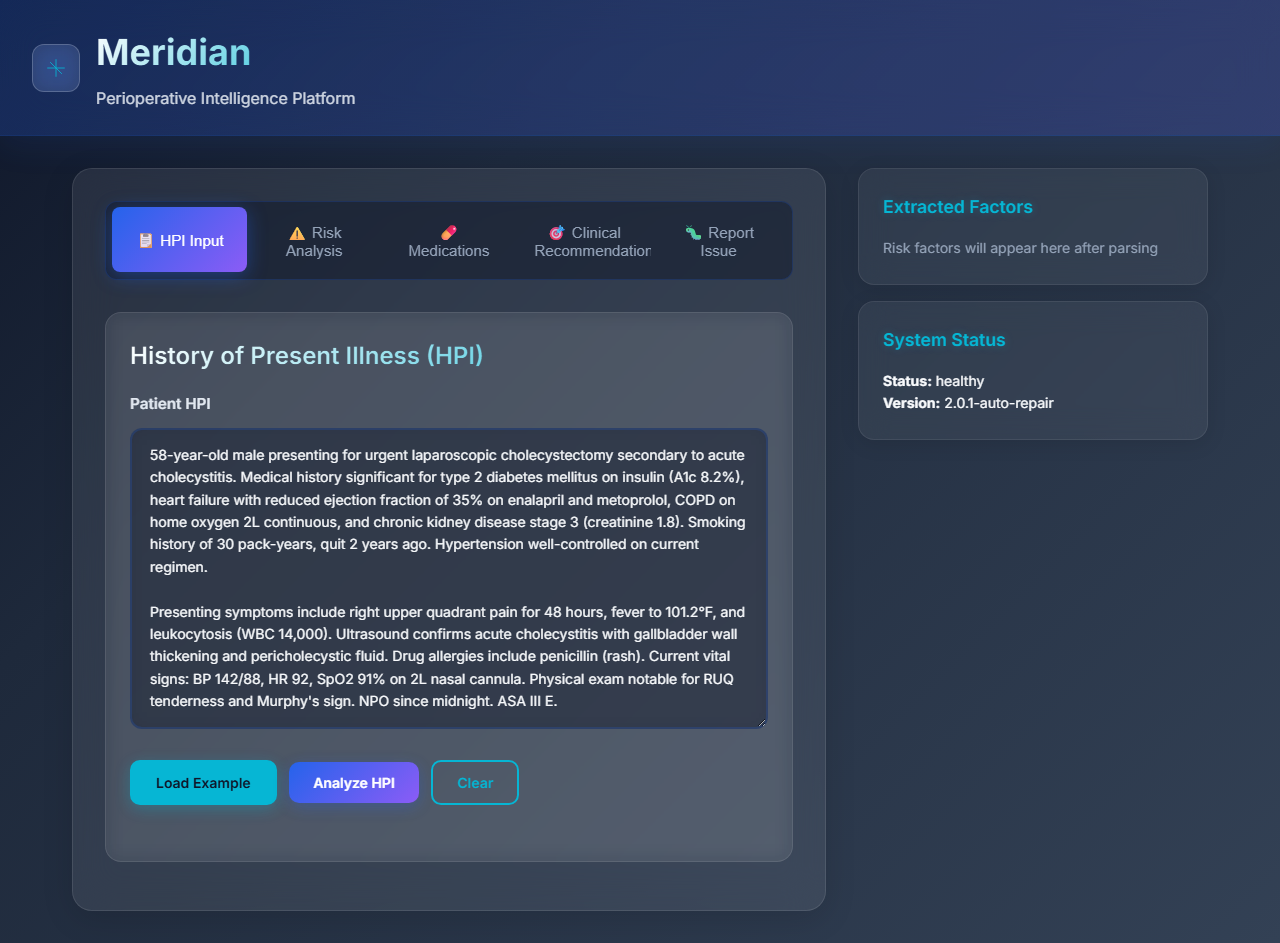 Meridian
Perioperative Intelligence Platform
HPI Input
Risk
Analysis
Medications
Clinical
Recommendation
Report
Issue
History of Present Illness (HPI)
Patient HPI
58-year-old male presenting for urgent laparoscopic cholecystectomy secondary to acute
cholecystitis. Medical history significant for type 2 diabetes mellitus on insulin (A1c 8.2%),
heart failure with reduced ejection fraction of 35% on enalapril and metoprolol, COPD on
home oxygen 2L continuous, and chronic kidney disease stage 3 (creatinine 1.8). Smoking
history of 30 pack-years, quit 2 years ago. Hypertension well-controlled on current
regimen.
Presenting symptoms include right upper quadrant pain for 48 hours, fever to 101.2°F, and
leukocytosis (WBC 14,000). Ultrasound confirms acute cholecystitis with gallbladder wall
thickening and pericholecystic fluid. Drug allergies include penicillin (rash). Current vital
signs: BP 142/88, HR 92, SpO2 91% on 2L nasal cannula. Physical exam notable for RUQ
tenderness and Murphy's sign. NPO since midnight. ASA III E.
Load Example
Analyze HPI
Clear
Extracted Factors
Risk factors will appear here after parsing
System Status
Status: healthy
Version: 2.0.1-auto-repair